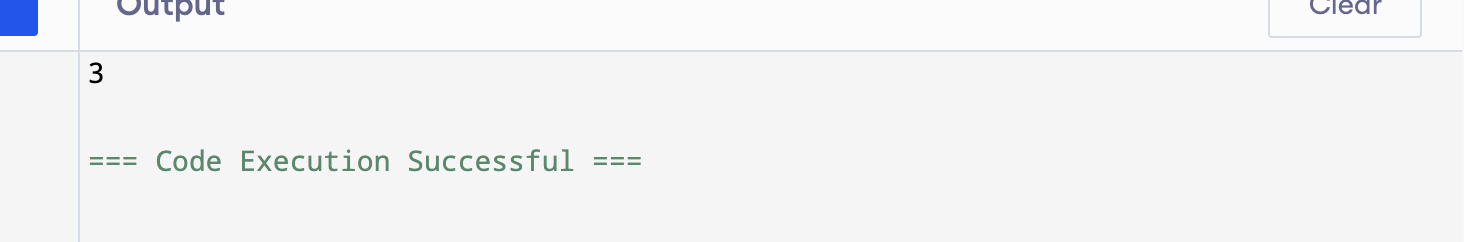 Output
Clear
3
=== Code Execution Successful ===